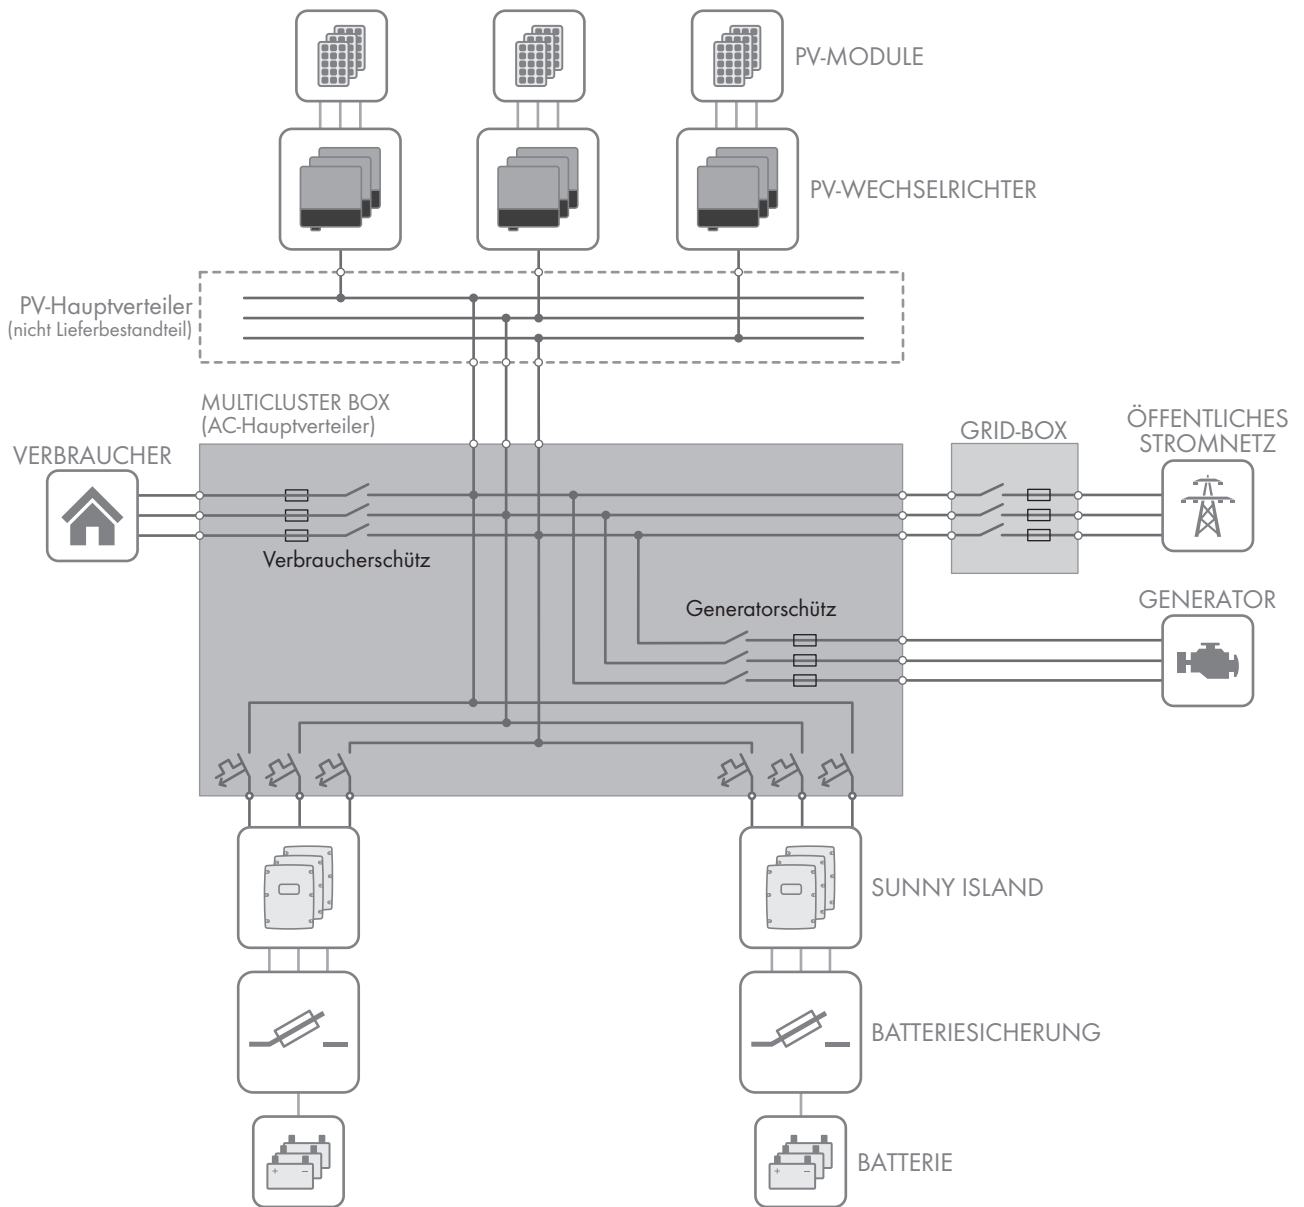 PV-MODULE
PV-WECHSELRICHTER
PV-Hauptverteiler
(nicht Lieferbestandteil)
MULTICLUSTER BOX
(AC-Hauptverteiler)
VERBRAUCHER
GRID-BOX
ÖFFENTLICHES
STROMNETZ
Verbraucherschütz
Generatorschütz
GENERATOR
SUNNY ISLAND
BATTERIESICHERUNG
BATTERIE